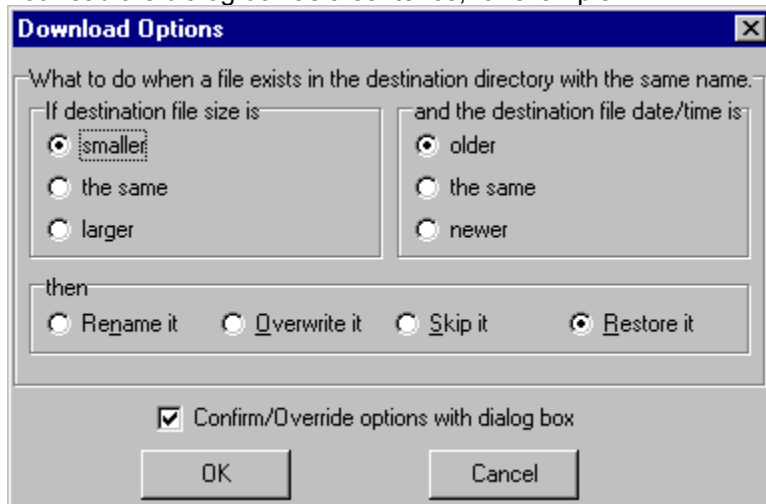 Download Options
What to do when a file exists in the destination directory with the same name.
If destination file size is
smaller
the same
larger
and the destination file date/time is
older
the same
newer
then
Rename it Overwrite it Skip it Restore it
Confirm/Override options with dialog box
OK Cancel